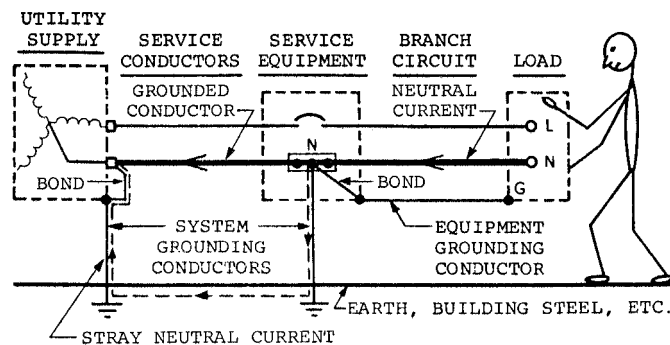 UTILITY
SUPPLY
SERVICE
CONDUCTORS
SERVICE
EQUIPMENT
BRANCH
CIRCUIT
LOAD
GROUNDED
CONDUCTOR
NEUTRAL
CURRENT
L
N
N
BOND
BOND
G
SYSTEM
GROUNDING
CONDUCTORS
EQUIPMENT
GROUNDING
CONDUCTOR
EARTH, BUILDING STEEL, ETC.
STRAY NEUTRAL CURRENT